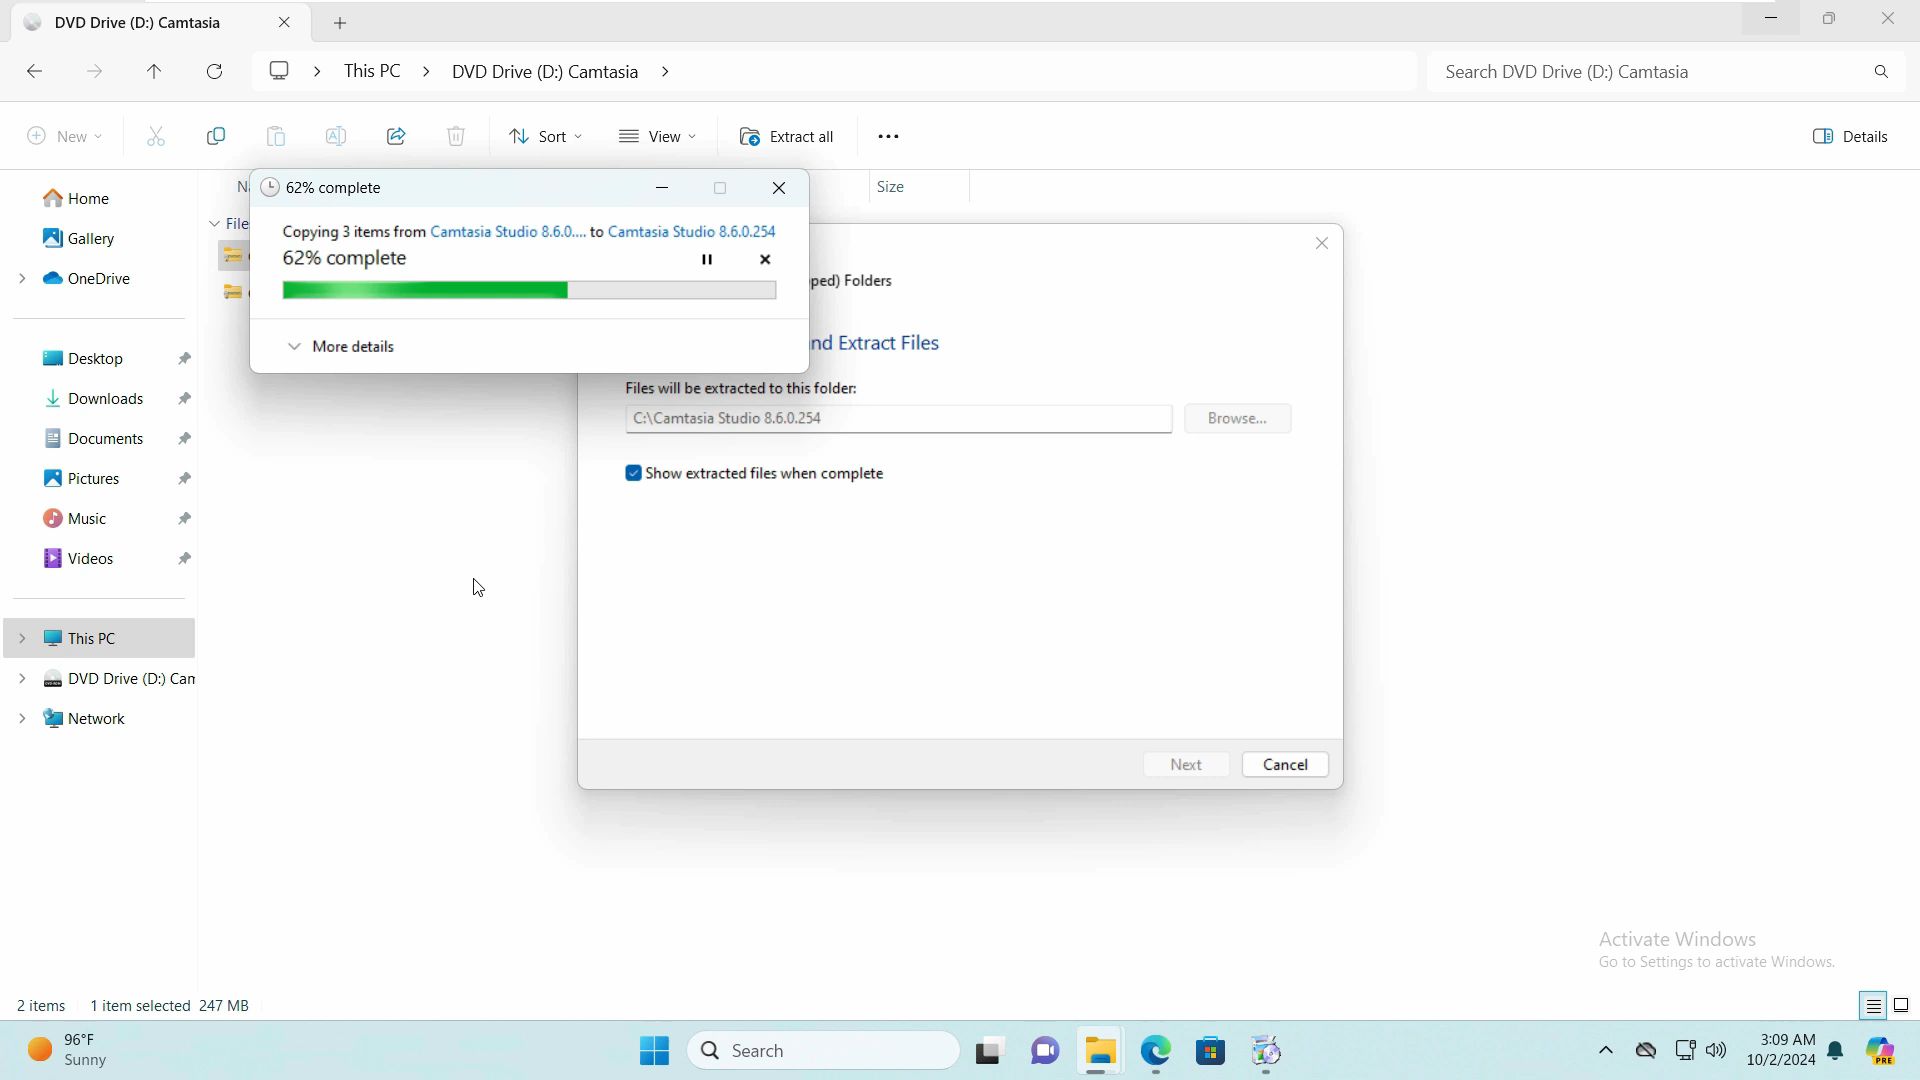 DVD Drive (D:) Camtasia
This PC
DVD Drive (D:) Camtasia
Search DVD Drive (D:) Camtasia
New
Sort
View
Extract all
Details
Home
Gallery
OneDrive
Desktop
Downloads
Documents
Pictures
Music
Videos
This PC
DVD Drive (D:) Cam
Network
Size
File
62% complete
Copying 3 items from Camtasia Studio 8.6.0.... to Camtasia Studio 8.6.0.254
62% complete
More details
ped) Folders
nd Extract Files
Files will be extracted to this folder:
C:\Camtasia Studio 8.6.0.254
Browse...
Show extracted files when complete
Next
Cancel
Activate Windows
Go to Settings to activate Windows.
2 items
1 item selected 247 MB
96°F
Sunny
Search
3:09 AM
10/2/2024
PRE